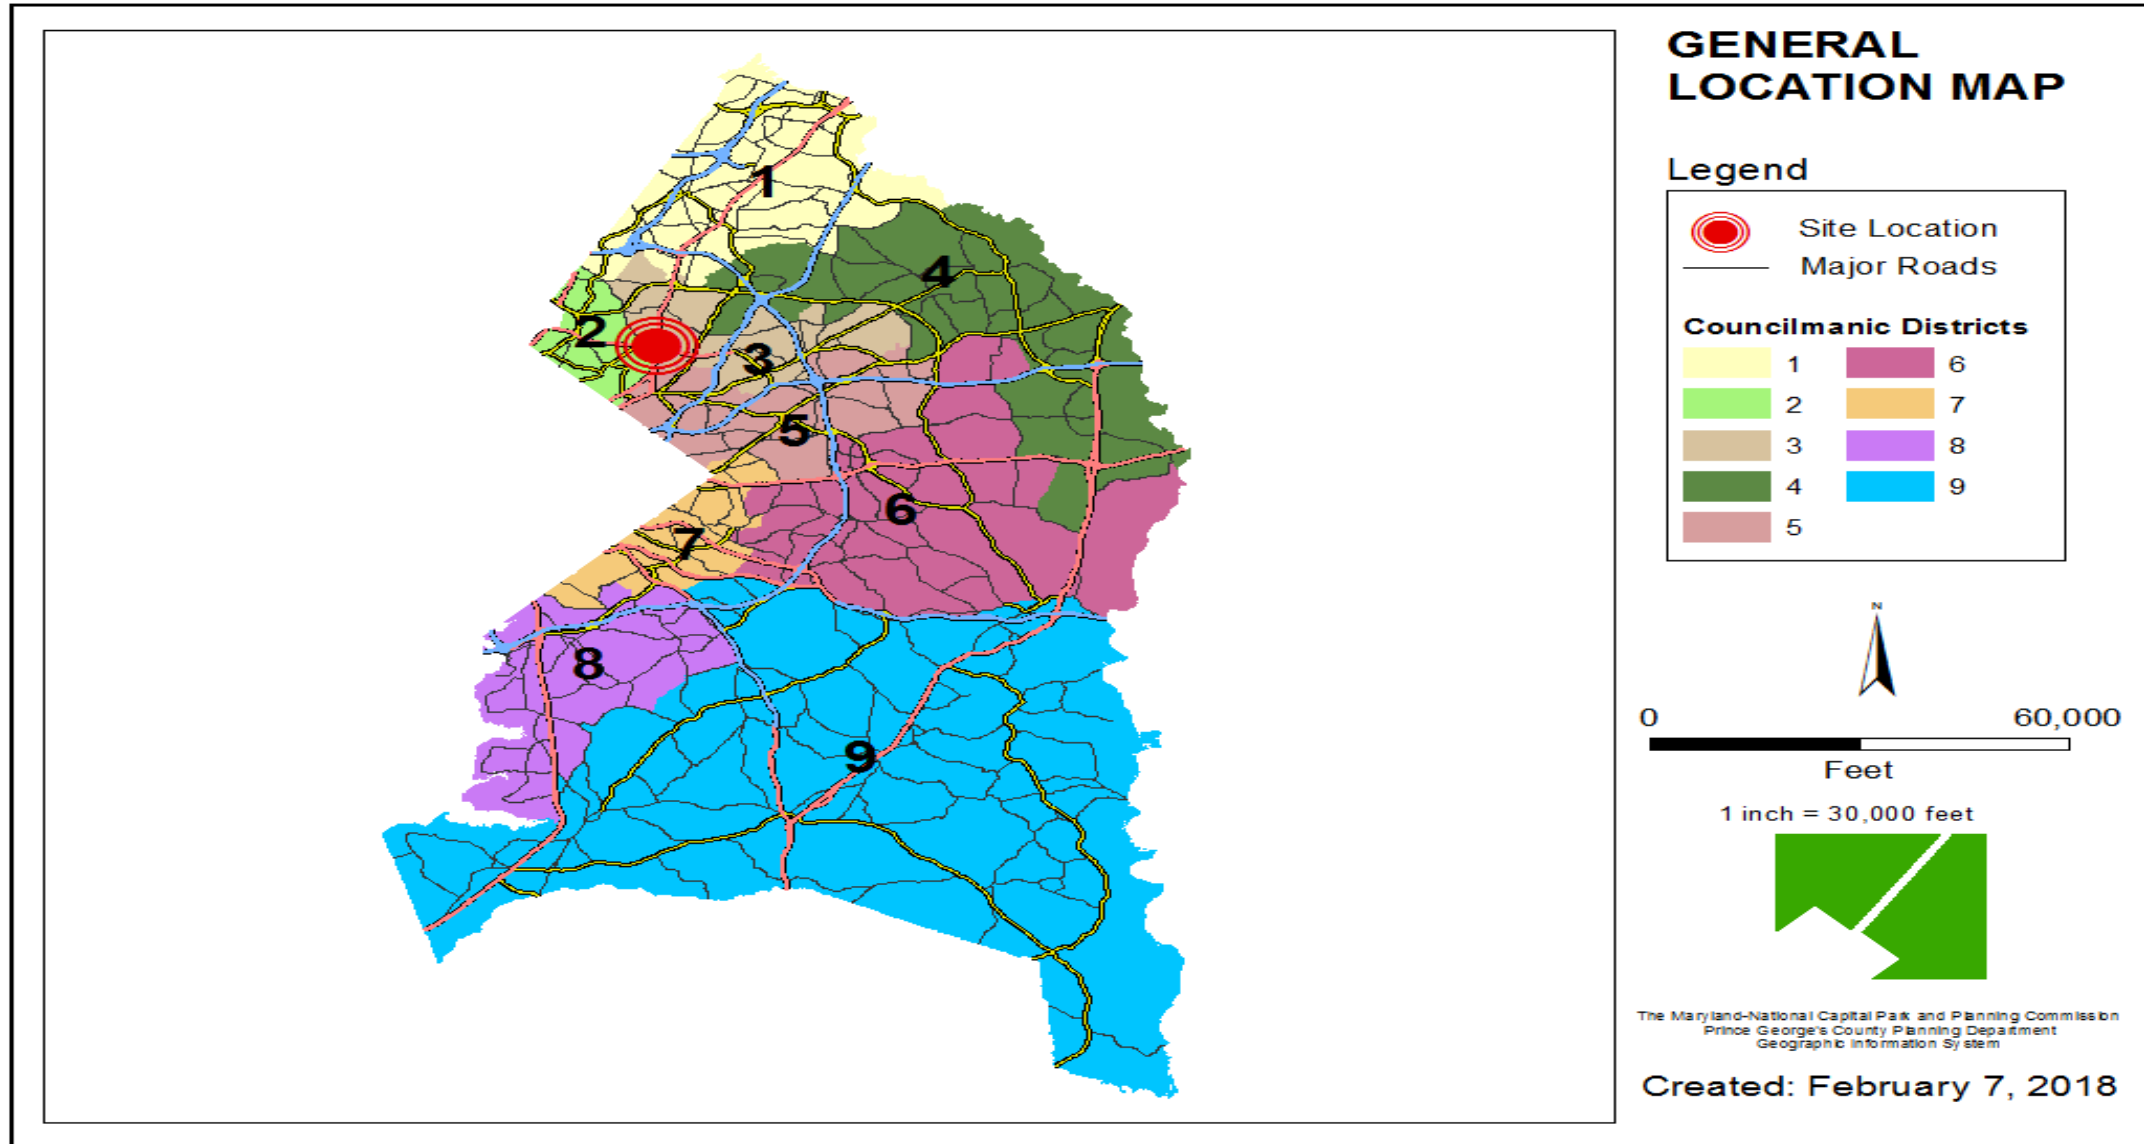 GENERAL
LOCATION MAP
Legend
Site Location
Major Roads
Councilmanic Districts
1 6
2 7
3 8
4 9
5
N
0 60,000
Feet
1 inch = 30,000 feet
The Maryland-National Capital Park and Planning Commission
Prince George's County Planning Department
Geographic Information System
Created: February 7, 2018
1
4
2
3
5
6
7
8
9